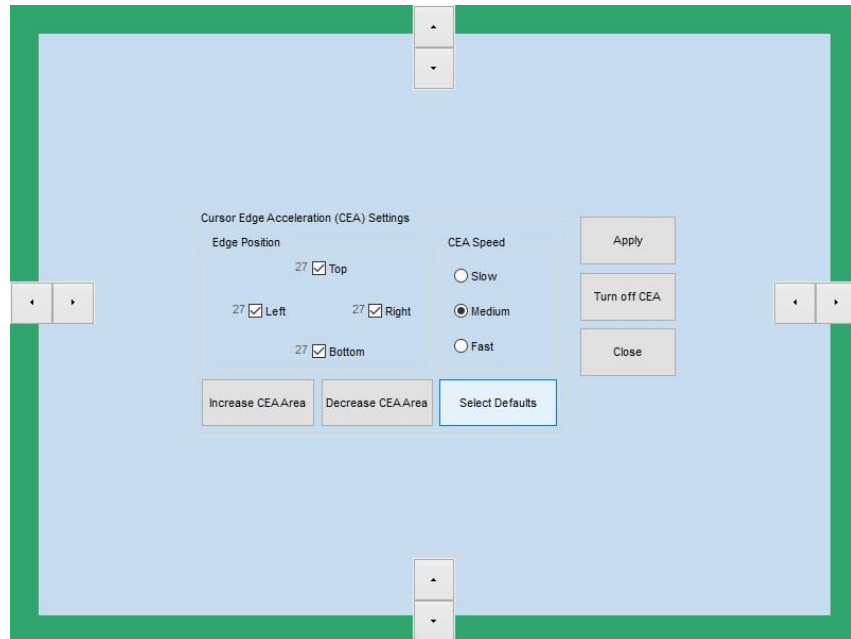 Cursor Edge Acceleration (CEA) Settings
Edge Position
27 Top
27 Left
27 Right
27 Bottom
CEA Speed
Slow
Medium
Fast
Increase CEA Area
Decrease CEA Area
Select Defaults
Apply
Turn off CEA
Close